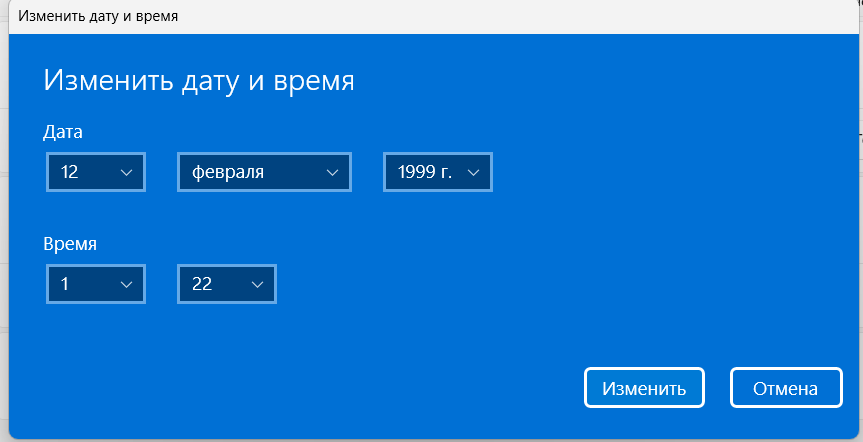 Изменить дату и время
Изменить дату и время
Дата
12 февраля 1999 г.
Время
1 22
Изменить Отмена